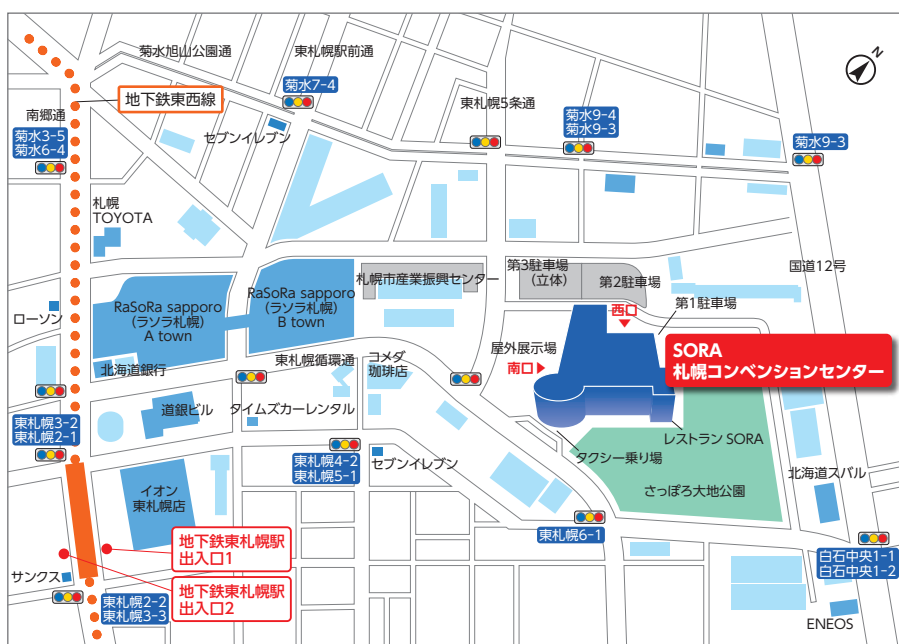 菊水旭山公園通
東札幌駅前通
N
菊水7-4
地下鉄東西線
南郷通
菊水3-5
菊水6-4
セブンイレブン
東札幌5条通
菊水9-4
菊水9-3
菊水9-3
札幌
TOYOTA
RaSoRa sapporo
(ラソラ札幌)
A town
RaSoRa sapporo
(ラソラ札幌)
B town
札幌市産業振興センター
第3駐車場
(立体)
第2駐車場
国道12号
第1駐車場
西口
ローソン
屋外展示場
南口
SORA
札幌コンベンションセンター
北海道銀行
東札幌循環通
コメダ
珈琲店
道銀ビル
タイムズカーレンタル
東札幌3-2
東札幌2-1
東札幌4-2
東札幌5-1
セブンイレブン
レストラン SORA
タクシー乗り場
さっぽろ大地公園
北海道スバル
イオン
東札幌店
地下鉄東札幌駅
出入口1
東札幌6-1
白石中央1-1
白石中央1-2
サンクス
地下鉄東札幌駅
出入口2
東札幌2-2
東札幌3-3
ENEOS